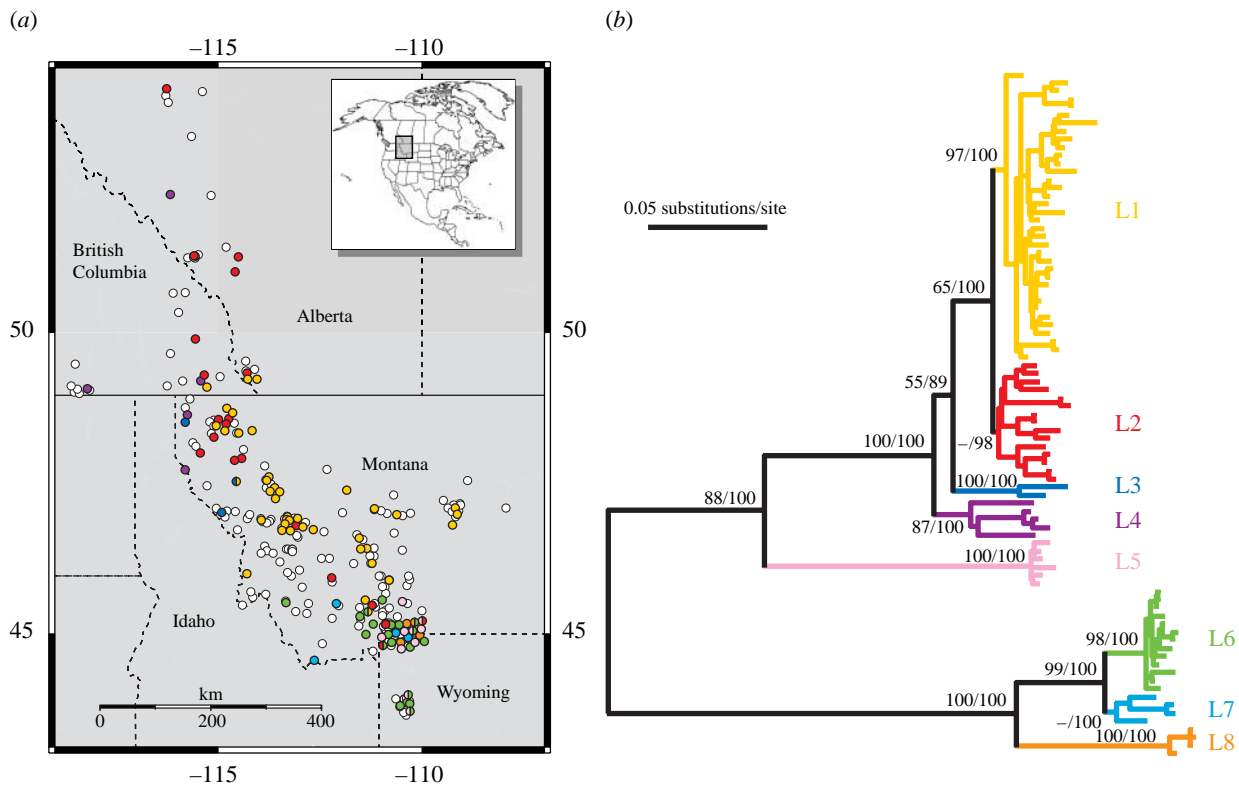 (a)
−115
−110
British
Columbia
Alberta
50
50
Montana
Idaho
45
45
Wyoming
km
0
200
400
−115
−110
(b)
0.05 substitutions/site
97/100
L1
65/100
55/89
L2
100/100
–/98
100/100
L3
88/100
L4
87/100
100/100
L5
98/100
L6
99/100
100/100
L7
–/100
100/100
L8